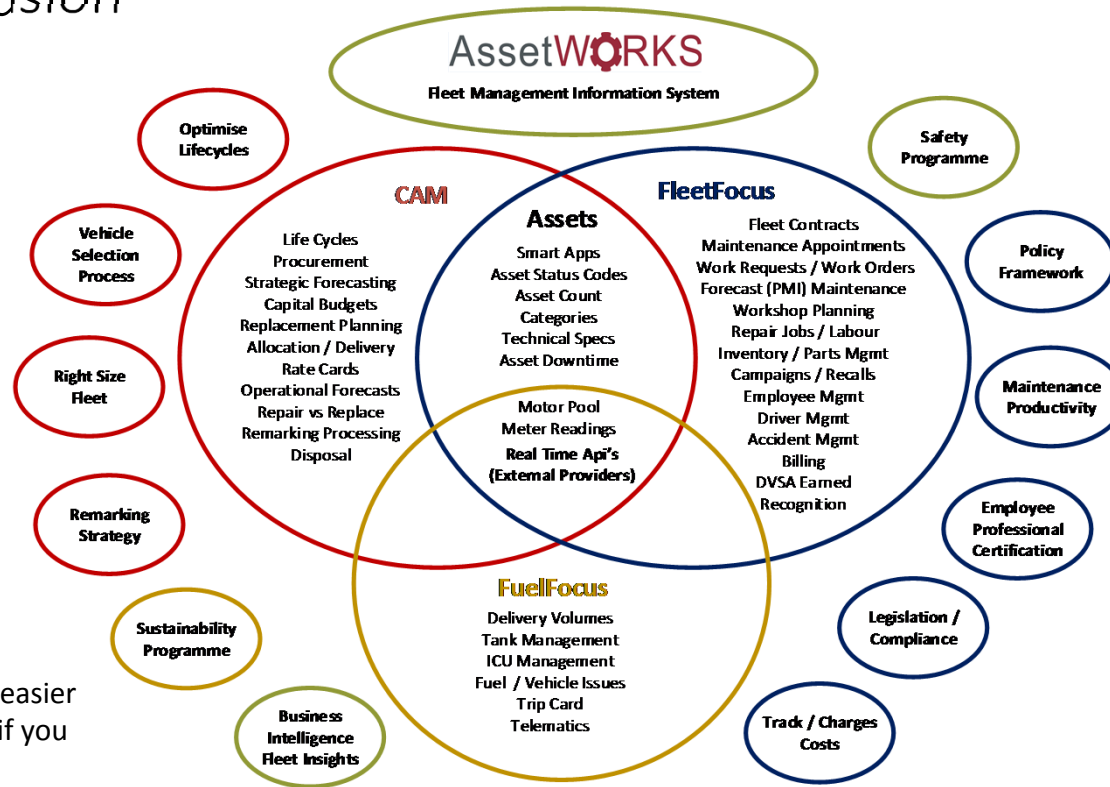 AssetWORKS
Fleet Management Information System
Optimise
Lifecycles
Safety
Programme
Vehicle
Selection
Process
Policy
Framework
Right Size
Fleet
Maintenance
Productivity
Remarking
Strategy
Employee
Professional
Certification
Sustainability
Programme
Legislation /
Compliance
Business
Intelligence
Fleet Insights
Track / Charges
Costs
CAM
Life Cycles
Procurement
Strategic Forecasting
Capital Budgets
Replacement Planning
Allocation / Delivery
Rate Cards
Operational Forecasts
Repair vs Replace
Remarking Processing
Disposal
Assets
Smart Apps
Asset Status Codes
Asset Count
Categories
Technical Specs
Asset Downtime
Motor Pool
Meter Readings
Real Time Api's
(External Providers)
FleetFocus
Fleet Contracts
Maintenance Appointments
Work Requests / Work Orders
Forecast (PMI) Maintenance
Workshop Planning
Repair Jobs / Labour
Inventory / Parts Mgmt
Campaigns / Recalls
Employee Mgmt
Driver Mgmt
Accident Mgmt
Billing
DVSA Earned
Recognition
FuelFocus
Delivery Volumes
Tank Management
ICU Management
Fuel / Vehicle Issues
Trip Card
Telematics
easier
if you